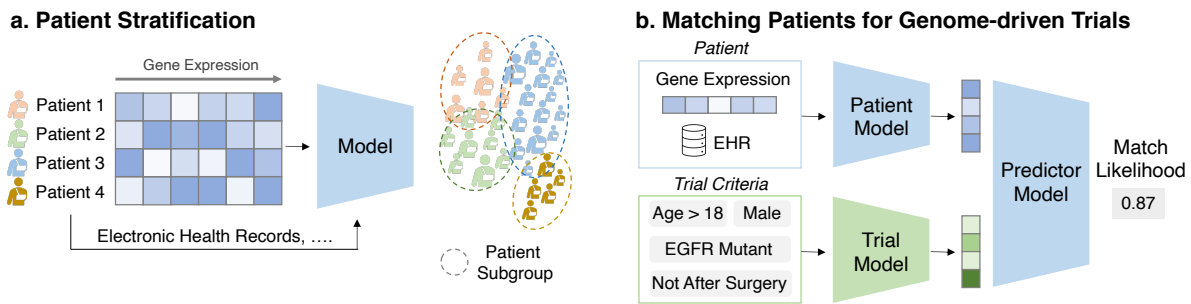 a. Patient Stratification
Gene Expression
Patient 1
Patient 2
Patient 3
Patient 4
Model
Electronic Health Records, ....
Patient
Subgroup
b. Matching Patients for Genome-driven Trials
Patient
Gene Expression
EHR
Patient
Model
Trial Criteria
Age > 18
Male
EGFR Mutant
Not After Surgery
Trial
Model
Predictor
Model
Match
Likelihood
0.87